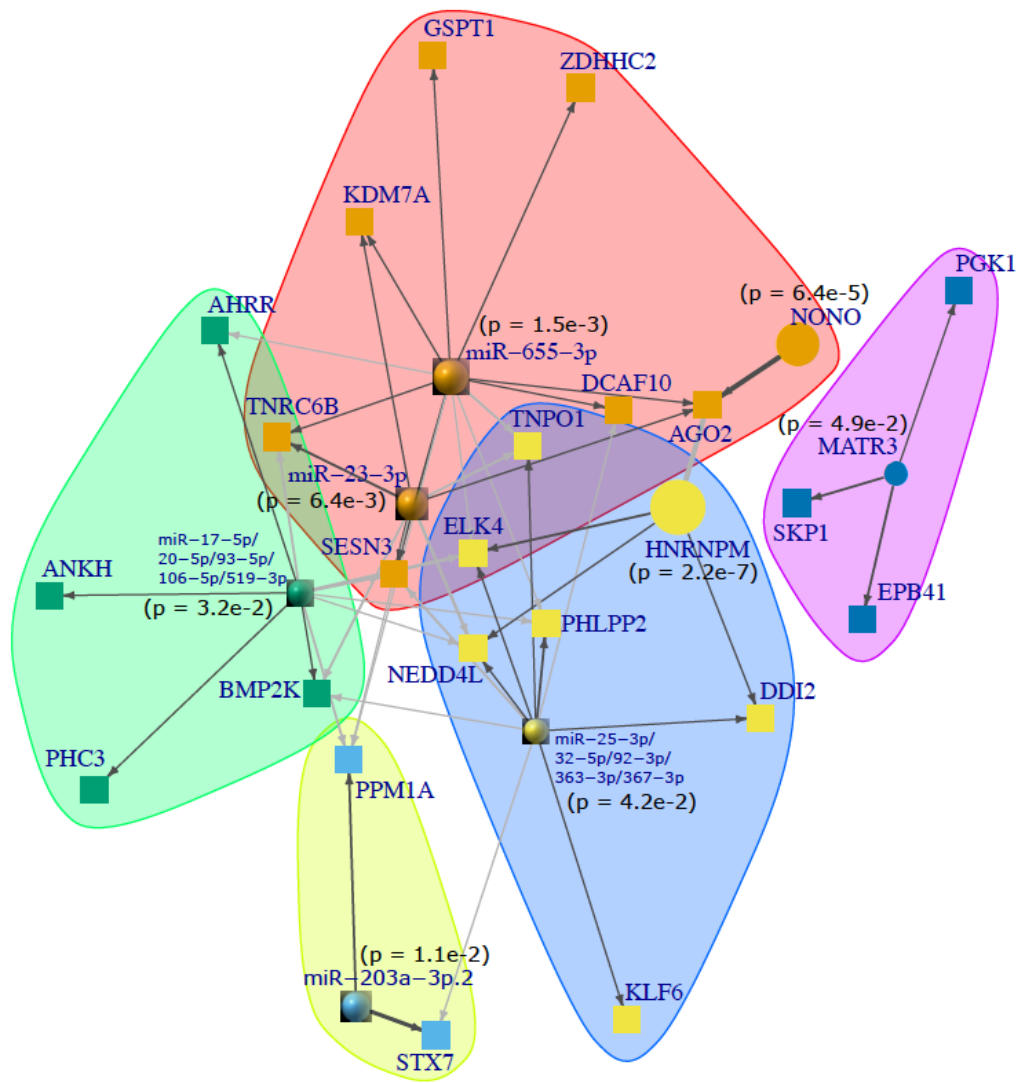 GSPT1
ZDHHC2
KDM7A
PGK1
(p = 6.4e-5)
NONO
AHRR
(p = 1.5e-3)
miR−655−3p
DCAF10
TNRC6B
TNPO1
AGO2
(p = 4.9e-2)
MATR3
miR−23−3p
(p = 6.4e-3)
ELK4
SKP1
miR−17−5p/
20−5p/93−5p/
106−5p/519−3p
(p = 3.2e-2)
SESN3
HNRNPM
(p = 2.2e-7)
ANKH
EPB41
PHLPP2
NEDD4L
BMP2K
DDI2
miR−25−3p/
32−5p/92−3p/
363−3p/367−3p
(p = 4.2e-2)
PHC3
PPM1A
(p = 1.1e-2)
miR−203a−3p.2
KLF6
STX7